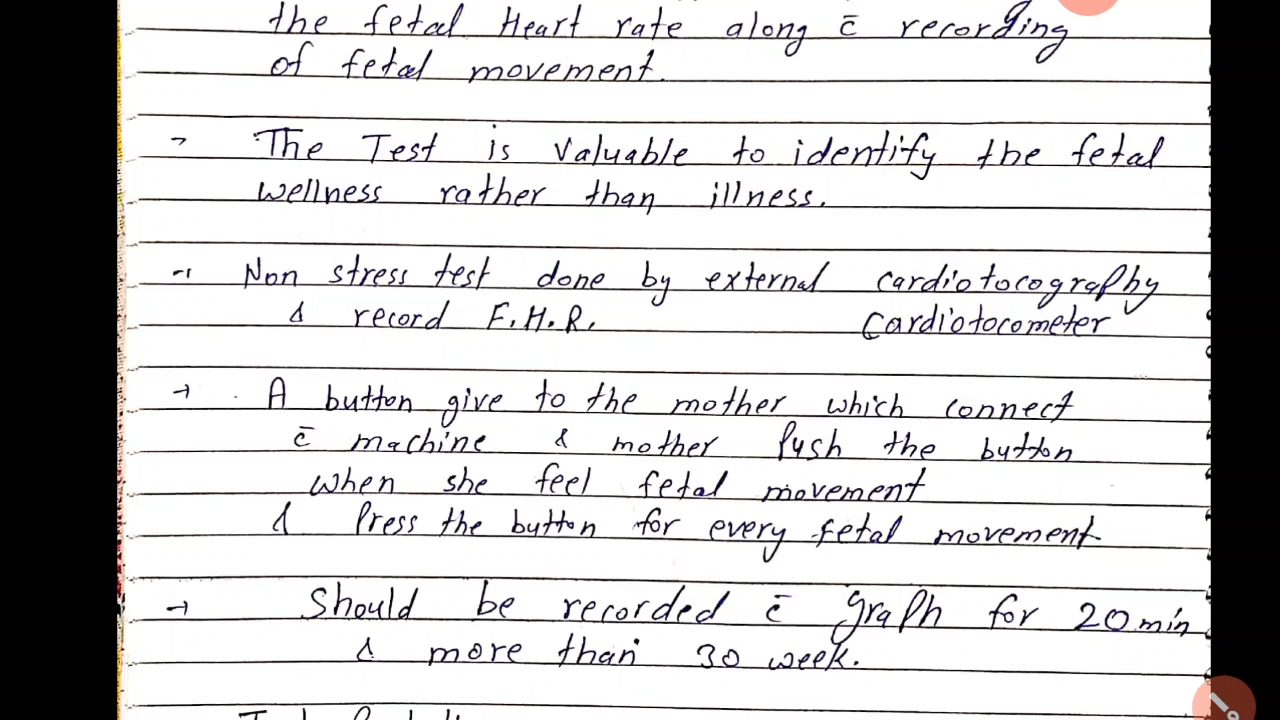 the fetal Heart rate along c̄ recording
of fetal movement.
→ The Test is valuable to identify the fetal
wellness rather than illness.
→ Non stress test done by external cardiotocography
& record F.H.R. Cardiotocometer
→ A button give to the mother which connect
c̄ machine & mother Push the button
when she feel fetal movement
& Press the button for every fetal movement
→ Should be recorded c̄ graph for 20 min
& more than 30 week.